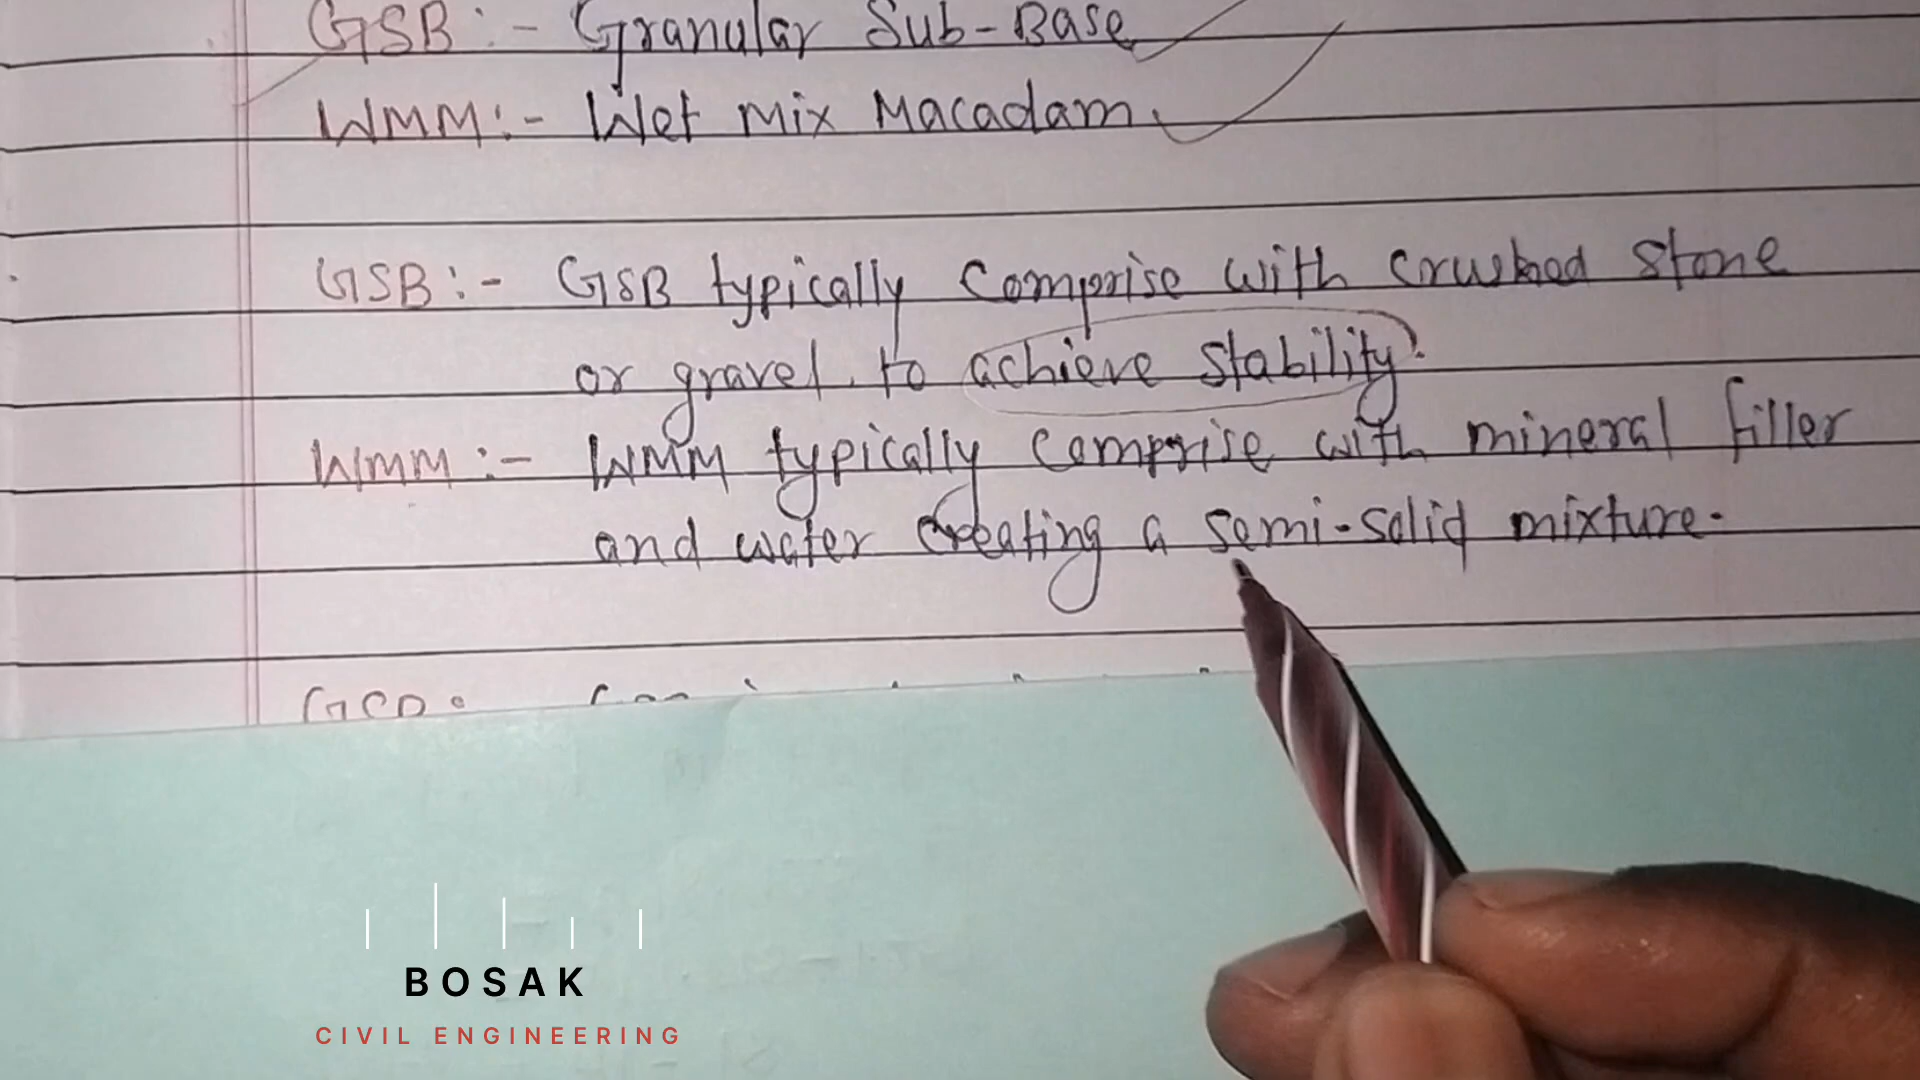 GSB:- Granular Sub-Base
WMM:- Wet Mix Macadam.
GSB:- GSB typically Comprise with crushed stone
or gravel. to achieve stability.
WMM:- WMM typically Comprise with mineral filler
and water creating a semi-solid mixture.
BOSAK
CIVIL ENGINEERING